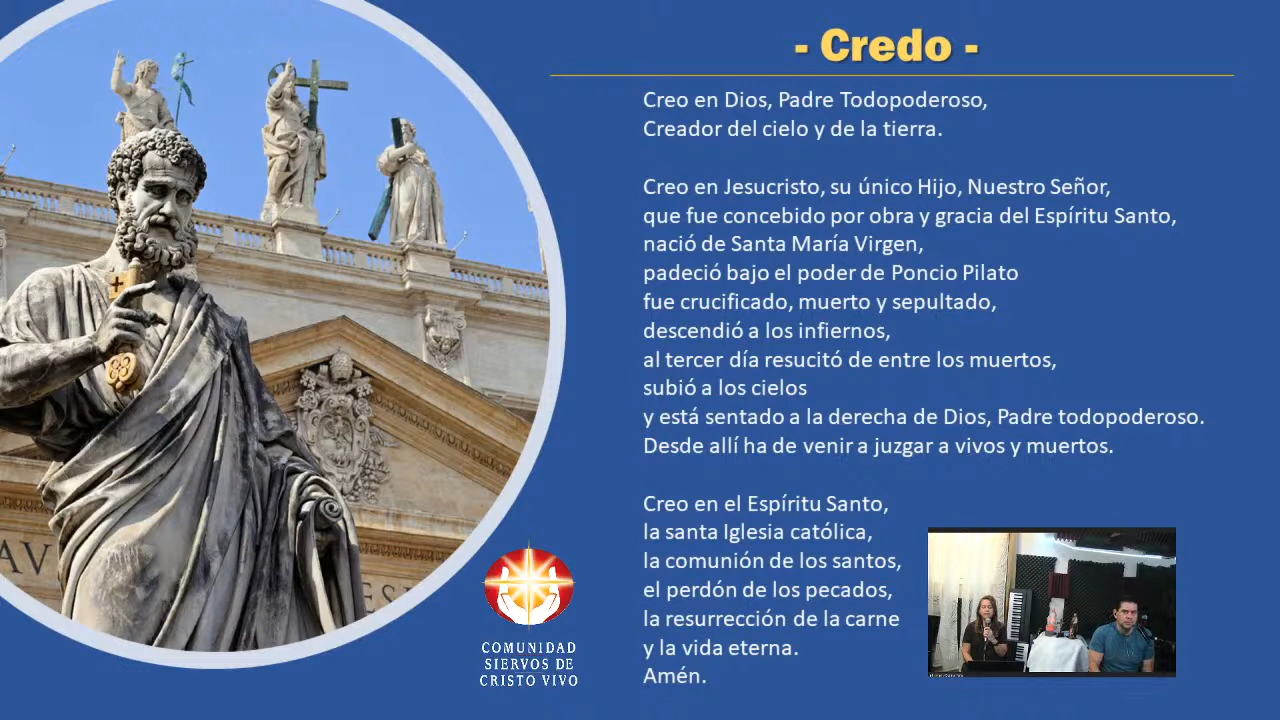 - Credo -
Creo en Dios, Padre Todopoderoso,
Creador del cielo y de la tierra.
Creo en Jesucristo, su único Hijo, Nuestro Señor,
que fue concebido por obra y gracia del Espíritu Santo,
nació de Santa María Virgen,
padeció bajo el poder de Poncio Pilato
fue crucificado, muerto y sepultado,
descendió a los infiernos,
al tercer día resucitó de entre los muertos,
subió a los cielos
y está sentado a la derecha de Dios, Padre todopoderoso.
Desde allí ha de venir a juzgar a vivos y muertos.
Creo en el Espíritu Santo,
la santa Iglesia católica,
la comunión de los santos,
el perdón de los pecados,
la resurrección de la carne
y la vida eterna.
Amén.
COMUNIDAD
SIERVOS DE
CRISTO VIVO
AV